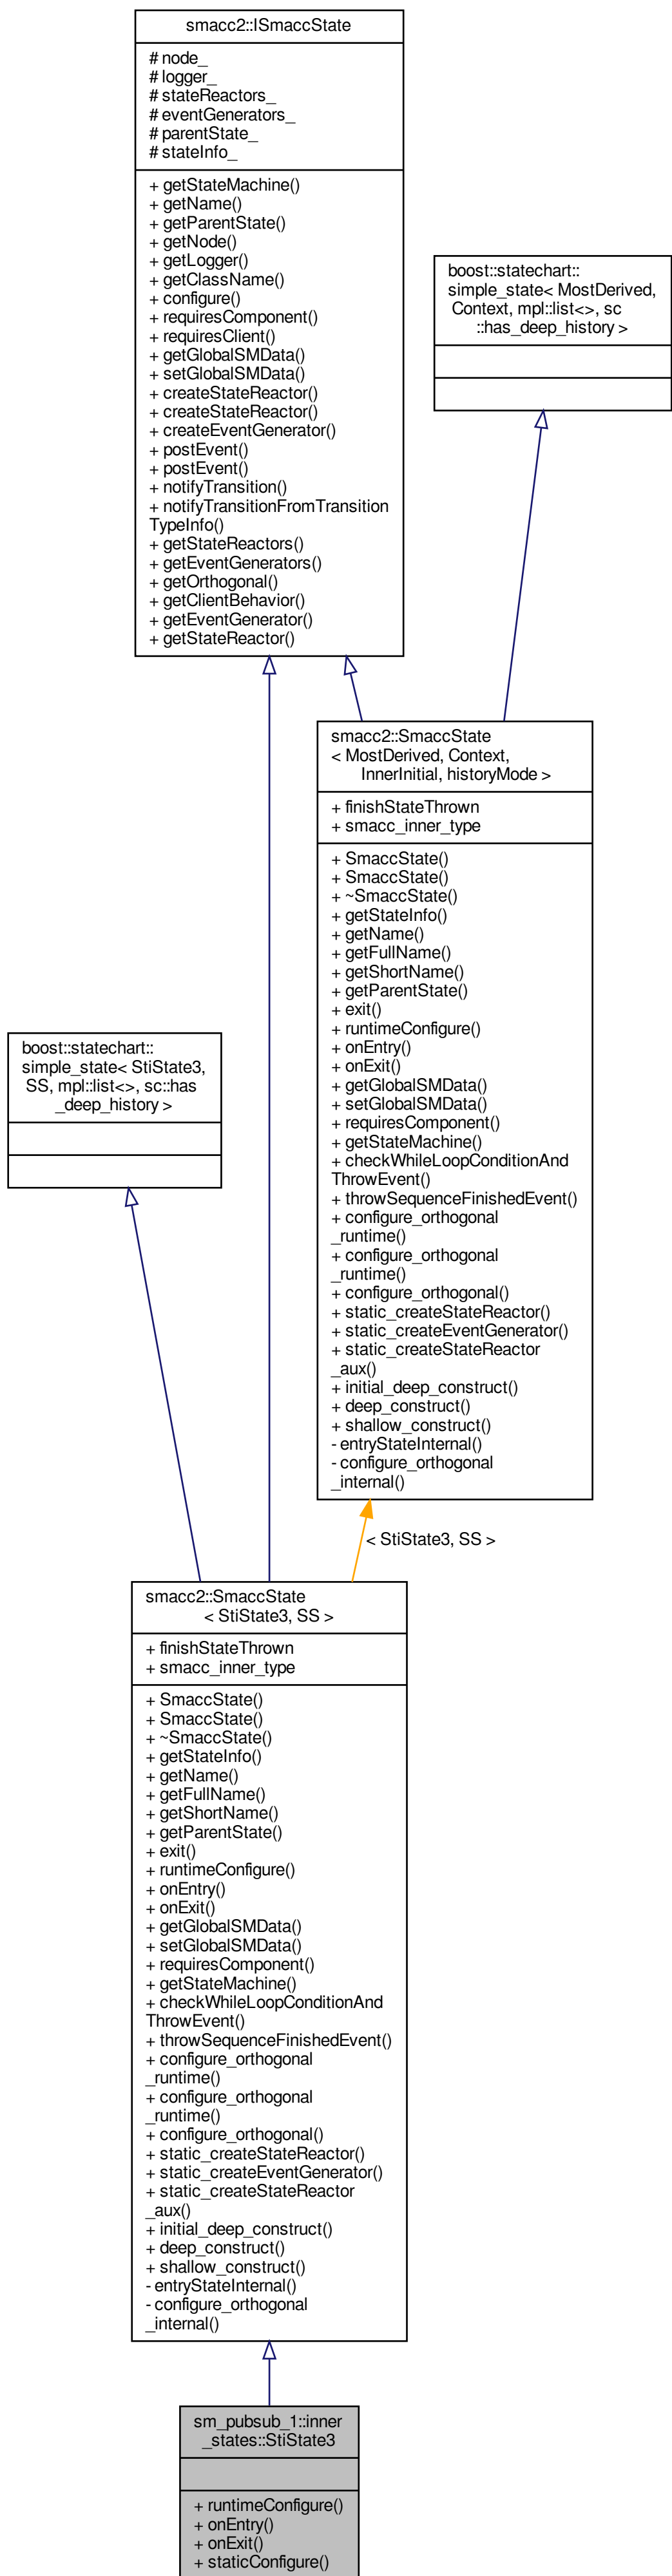 smacc2::ISmaccState
# node_
# logger_
# stateReactors_
# eventGenerators_
# parentState_
# stateInfo_
+ getStateMachine()
+ getName()
+ getParentState()
+ getNode()
+ getLogger()
+ getClassName()
+ configure()
+ requiresComponent()
+ requiresClient()
+ getGlobalSMData()
+ setGlobalSMData()
+ createStateReactor()
+ createStateReactor()
+ createEventGenerator()
+ postEvent()
+ postEvent()
+ notifyTransition()
+ notifyTransitionFromTransition
TypeInfo()
+ getStateReactors()
+ getEventGenerators()
+ getOrthogonal()
+ getClientBehavior()
+ getEventGenerator()
+ getStateReactor()
boost::statechart::
simple_state< MostDerived,
Context, mpl::list<>, sc
::has_deep_history >
smacc2::SmaccState
< MostDerived, Context,
InnerInitial, historyMode >
+ finishStateThrown
+ smacc_inner_type
+ SmaccState()
+ SmaccState()
+ ~SmaccState()
+ getStateInfo()
+ getName()
+ getFullName()
+ getShortName()
+ getParentState()
+ exit()
+ runtimeConfigure()
+ onEntry()
+ onExit()
+ getGlobalSMData()
+ setGlobalSMData()
+ requiresComponent()
+ getStateMachine()
+ checkWhileLoopConditionAnd
ThrowEvent()
+ throwSequenceFinishedEvent()
+ configure_orthogonal
_runtime()
+ configure_orthogonal
_runtime()
+ configure_orthogonal()
+ static_createStateReactor()
+ static_createEventGenerator()
+ static_createStateReactor
_aux()
+ initial_deep_construct()
+ deep_construct()
+ shallow_construct()
- entryStateInternal()
- configure_orthogonal
_internal()
boost::statechart::
simple_state< StiState3,
SS, mpl::list<>, sc::has
_deep_history >
< StiState3, SS >
smacc2::SmaccState
< StiState3, SS >
+ finishStateThrown
+ smacc_inner_type
+ SmaccState()
+ SmaccState()
+ ~SmaccState()
+ getStateInfo()
+ getName()
+ getFullName()
+ getShortName()
+ getParentState()
+ exit()
+ runtimeConfigure()
+ onEntry()
+ onExit()
+ getGlobalSMData()
+ setGlobalSMData()
+ requiresComponent()
+ getStateMachine()
+ checkWhileLoopConditionAnd
ThrowEvent()
+ throwSequenceFinishedEvent()
+ configure_orthogonal
_runtime()
+ configure_orthogonal
_runtime()
+ configure_orthogonal()
+ static_createStateReactor()
+ static_createEventGenerator()
+ static_createStateReactor
_aux()
+ initial_deep_construct()
+ deep_construct()
+ shallow_construct()
- entryStateInternal()
- configure_orthogonal
_internal()
sm_pubsub_1::inner
_states::StiState3
+ runtimeConfigure()
+ onEntry()
+ onExit()
+ staticConfigure()